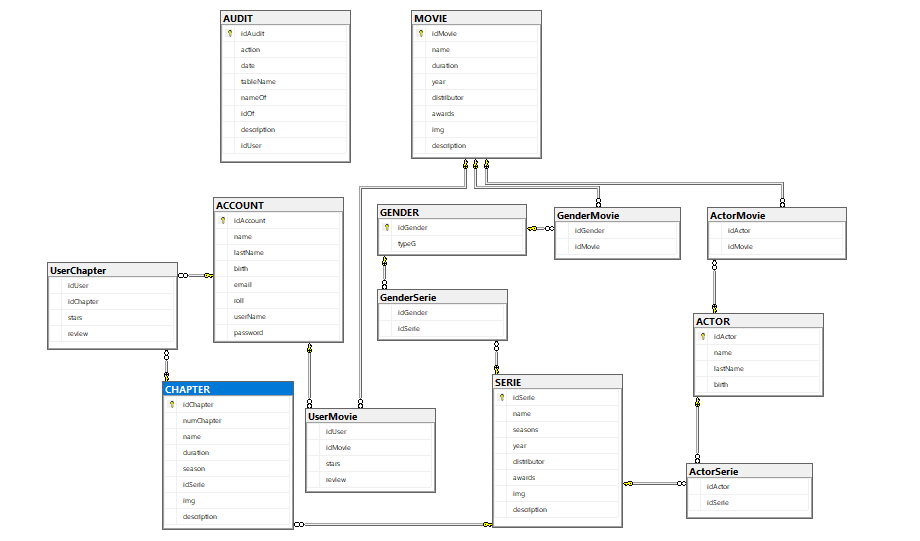 AUDIT
idAudit
action
date
tableName
nameOf
idOf
description
idUser
MOVIE
idMovie
name
duration
year
distributor
awards
img
description
ACCOUNT
idAccount
name
lastName
birth
email
roll
userName
password
GENDER
idGender
typeG
GenderMovie
idGender
idMovie
ActorMovie
idActor
idMovie
UserChapter
idUser
idChapter
stars
review
GenderSerie
idGender
idSerie
ACTOR
idActor
name
lastName
birth
CHAPTER
idChapter
numChapter
name
duration
season
idSerie
img
description
UserMovie
idUser
idMovie
stars
review
SERIE
idSerie
name
seasons
year
distributor
awards
img
description
ActorSerie
idActor
idSerie